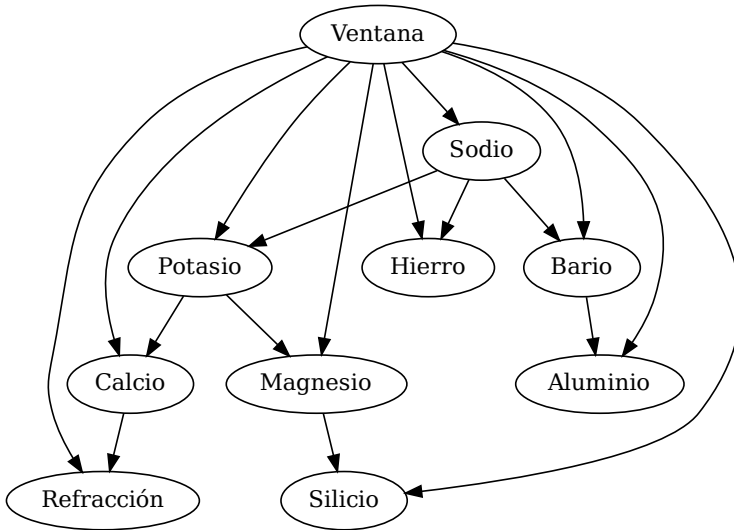 Ventana
Sodio
Potasio
Hierro
Bario
Calcio
Magnesio
Aluminio
Refracción
Silicio